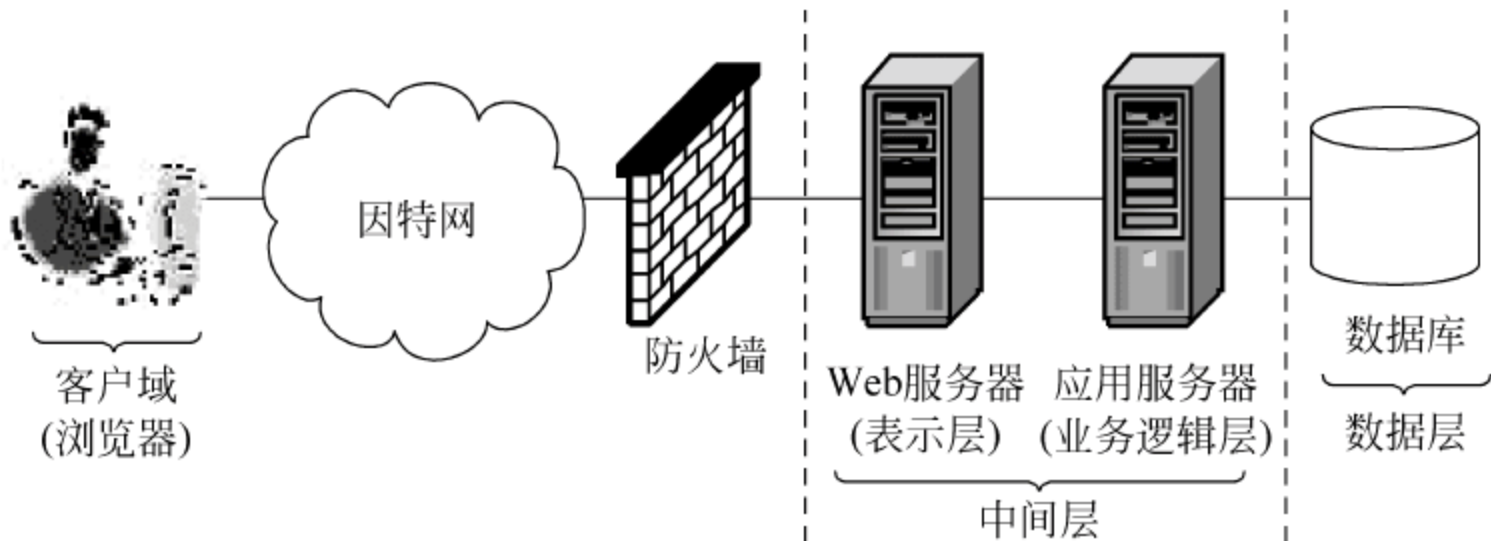 因特网
客户域
(浏览器)
防火墙
Web服务器
(表示层)
应用服务器
(业务逻辑层)
中间层
数据库
数据层